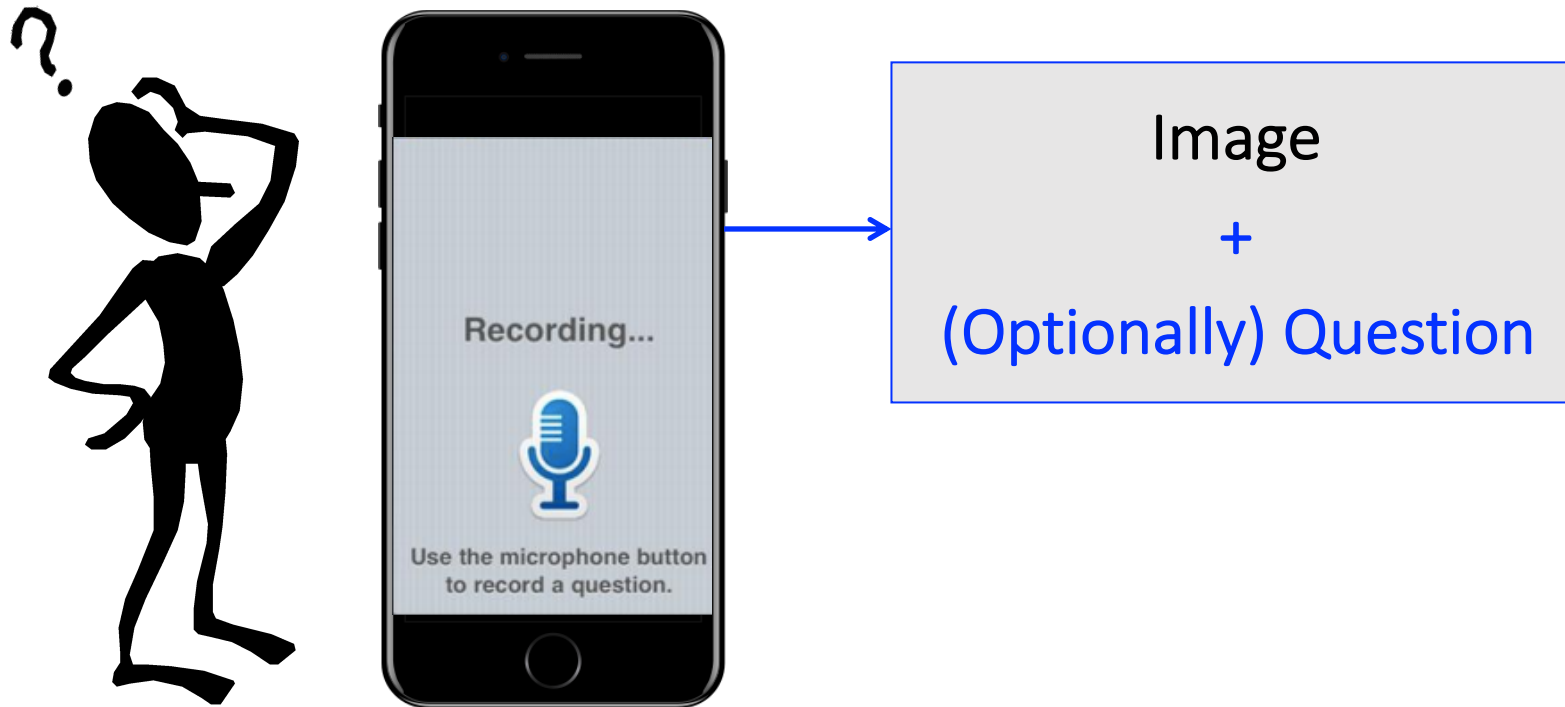 ?
Recording...
Use the microphone button
to record a question.
Image
+
(Optionally) Question